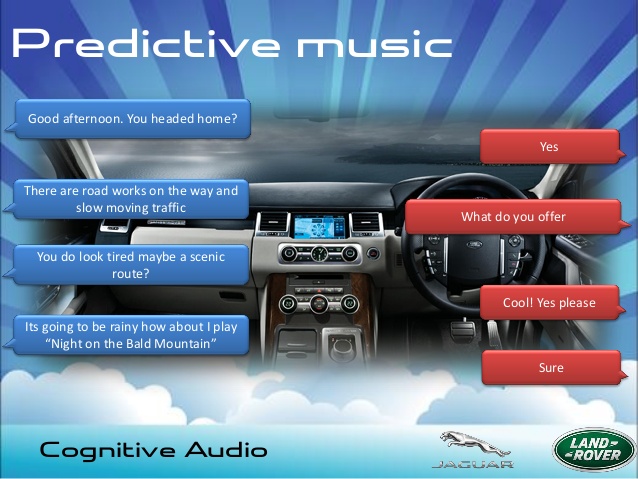 Predictive music
Good afternoon. You headed home?
Yes
There are road works on the way and
slow moving traffic
What do you offer
You do look tired maybe a scenic
route?
Cool! Yes please
Its going to be rainy how about I play
“Night on the Bald Mountain”
Sure
Cognitive Audio
JAGUAR
LAND-
-ROVER